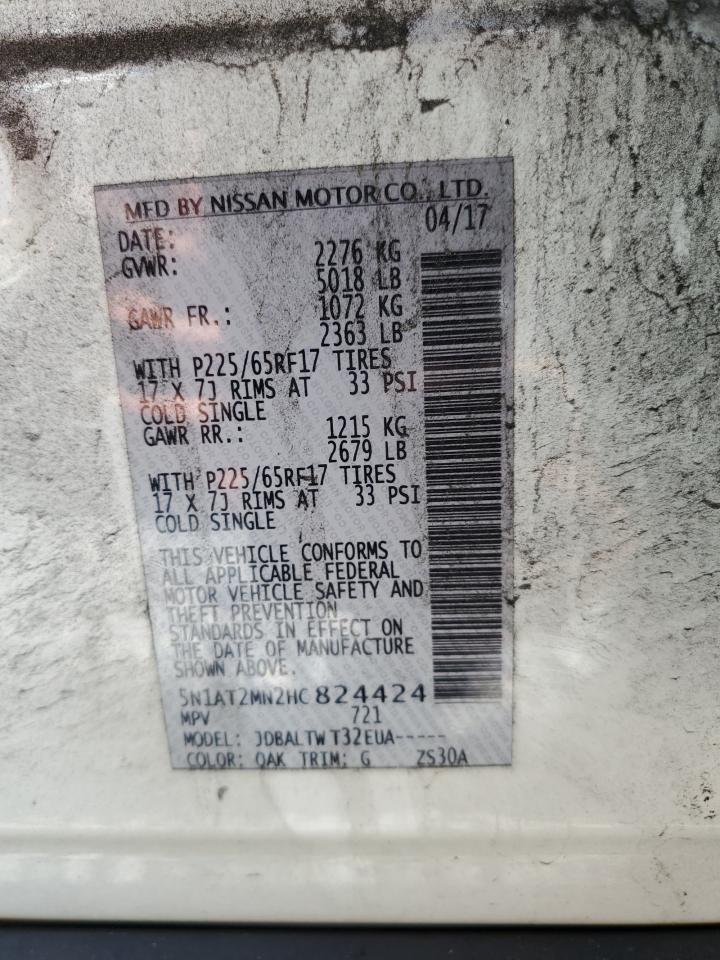 MFD BY NISSAN MOTOR CO., LTD.
DATE: 04/17
GVWR: 2276 KG
5018 LB
GAWR FR.: 1072 KG
2363 LB
WITH P225/65RF17 TIRES
17 X 7J RIMS AT 33 PSI
COLD SINGLE
GAWR RR.: 1215 KG
2679 LB
WITH P225/65RF17 TIRES
17 X 7J RIMS AT 33 PSI
COLD SINGLE
THIS VEHICLE CONFORMS TO
ALL APPLICABLE FEDERAL
MOTOR VEHICLE SAFETY AND
THEFT PREVENTION
STANDARDS IN EFFECT ON
THE DATE OF MANUFACTURE
SHOWN ABOVE.
5N1AT2MN2HC824424
MPV 721
MODEL: JDBALTW T32EUA-----
COLOR: QAK TRIM: G ZS30A